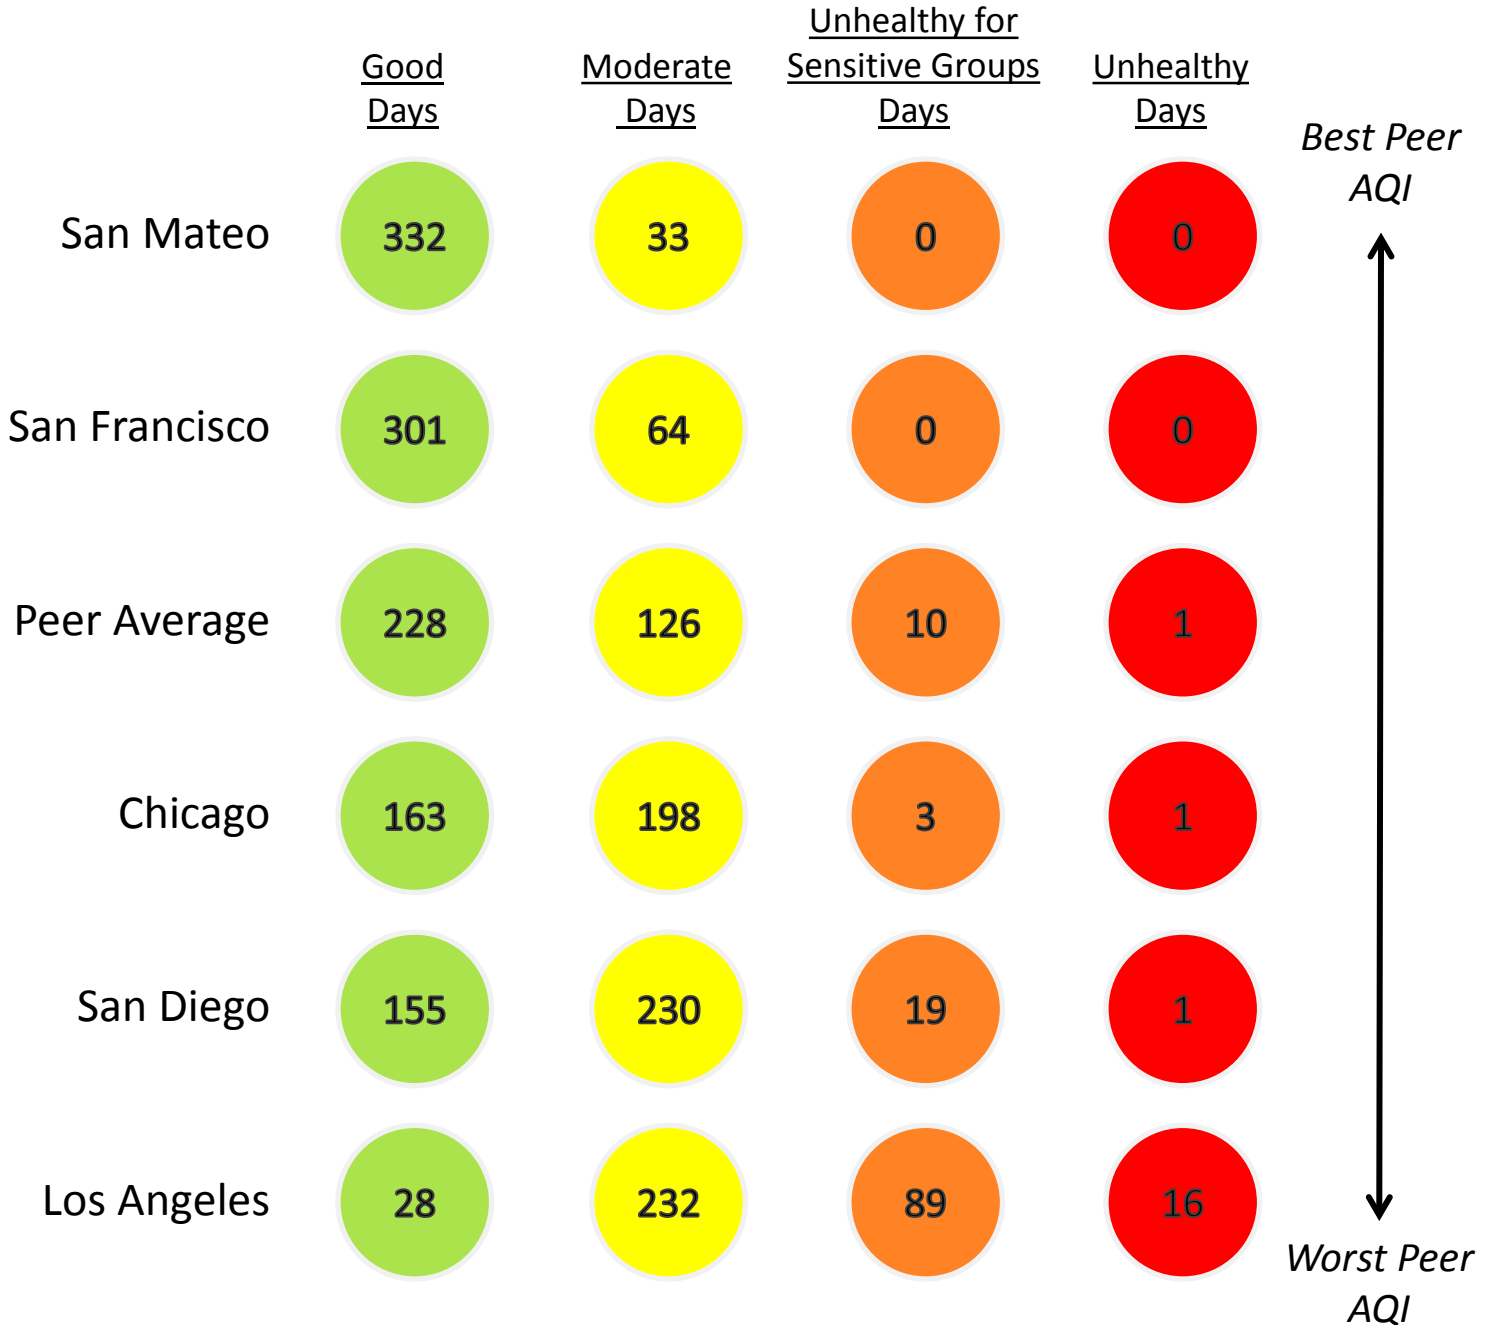 Good
Days
Moderate
Days
Unhealthy for
Sensitive Groups
Days
Unhealthy
Days
Best Peer
AQI
San Mateo 332 33 0 0
San Francisco 301 64 0 0
Peer Average 228 126 10 1
Chicago 163 198 3 1
San Diego 155 230 19 1
Los Angeles 28 232 89 16
Worst Peer
AQI